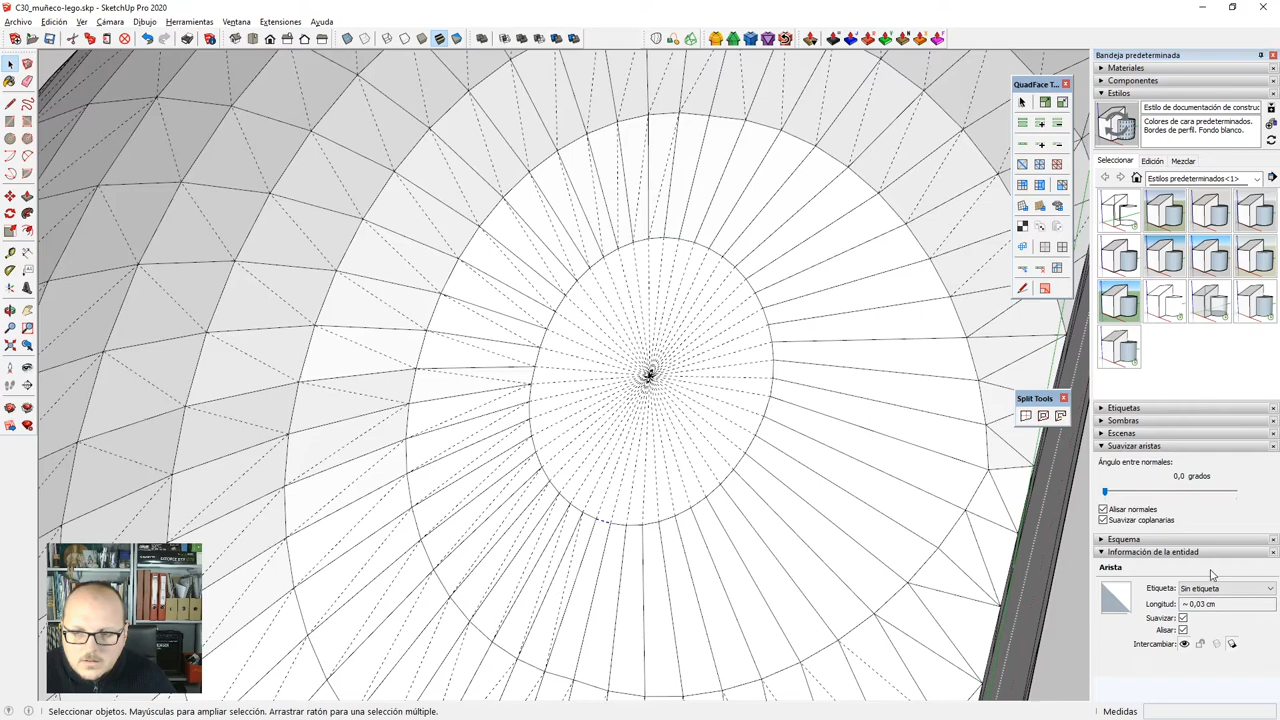 C30_muñeco-lego.skp - SketchUp Pro 2020
Archivo Edición Ver Cámara Dibujo Herramientas Ventana Extensiones Ayuda
Bandeja predeterminada
Materiales
Componentes
Estilos
Estilo de documentación de construc
Colores de cara predeterminados.
Bordes de perfil. Fondo blanco.
QuadFace T...
Seleccionar Edición Mezclar
Estilos predeterminados<1>
Split Tools
Etiquetas
Sombras
Escenas
Suavizar aristas
Ángulo entre normales:
0,0 grados
Alisar normales
Suavizar coplanarias
Esquema
Información de la entidad
Arista
Etiqueta: Sin etiqueta
Longitud: ~ 0,03 cm
Suavizar:
Alisar:
Intercambiar:
Seleccionar objetos. Mayúsculas para ampliar selección. Arrastrar ratón para una selección múltiple.
Medidas